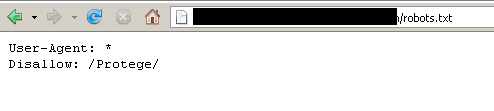 /robots.txt
User-Agent: *
Disallow: /Protege/